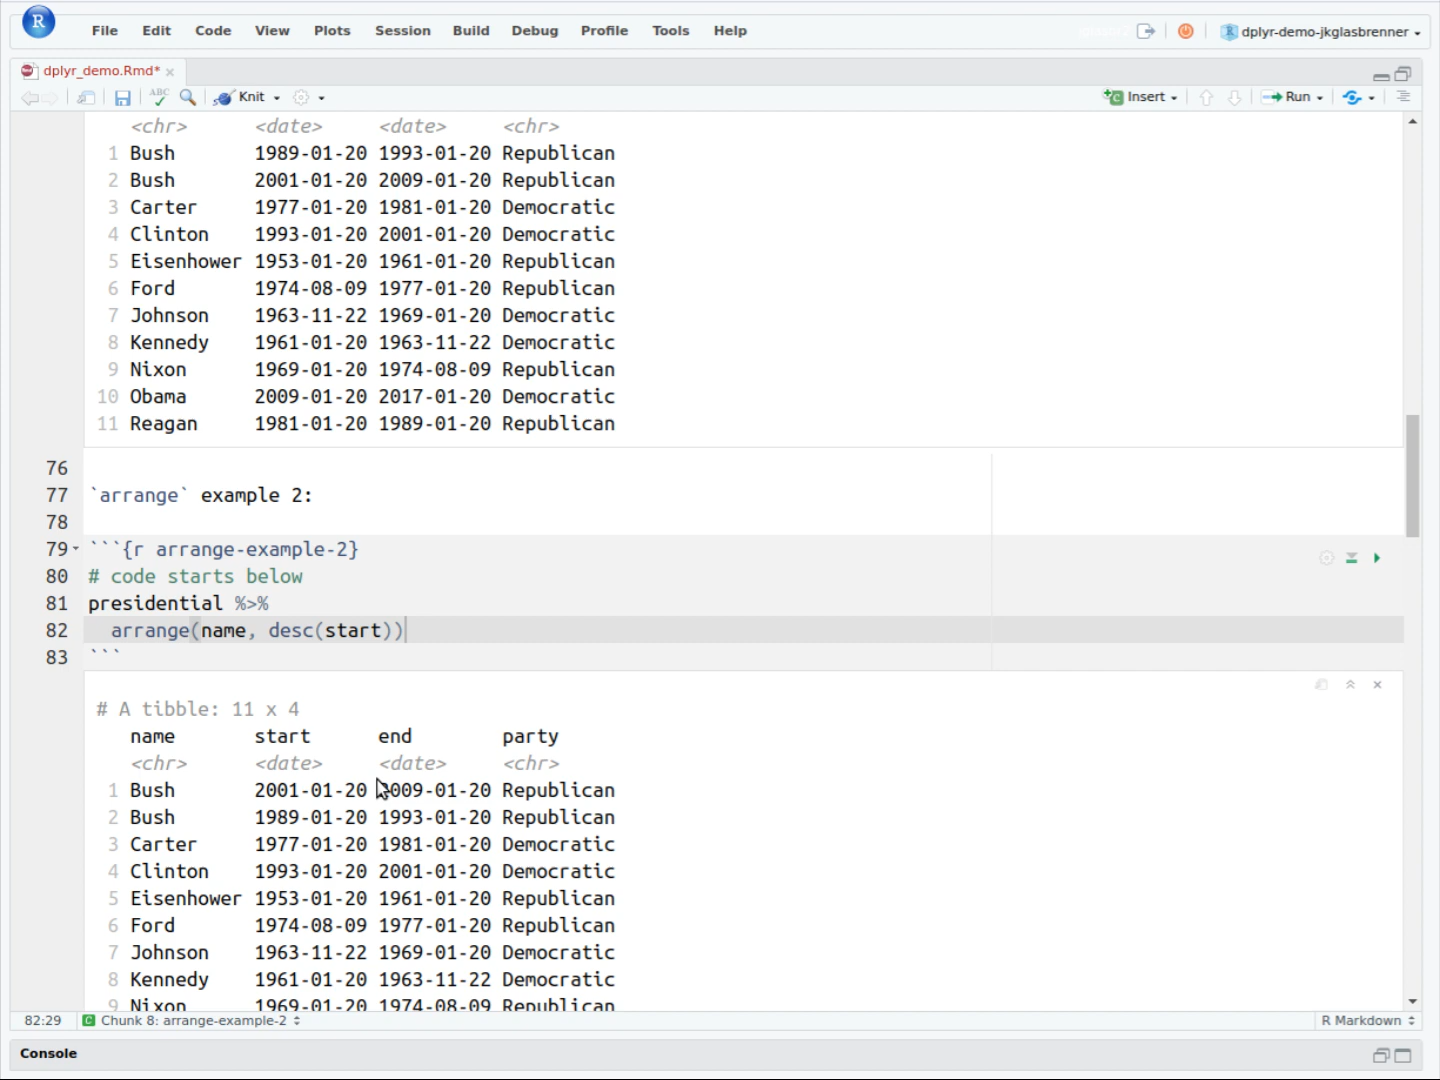 R
File Edit Code View Plots Session Build Debug Profile Tools Help
R dplyr-demo-jkglasbrenner
dplyr_demo.Rmd* ×
ABC Knit Insert Run
<chr> <date> <date> <chr>
1 Bush 1989-01-20 1993-01-20 Republican
2 Bush 2001-01-20 2009-01-20 Republican
3 Carter 1977-01-20 1981-01-20 Democratic
4 Clinton 1993-01-20 2001-01-20 Democratic
5 Eisenhower 1953-01-20 1961-01-20 Republican
6 Ford 1974-08-09 1977-01-20 Republican
7 Johnson 1963-11-22 1969-01-20 Democratic
8 Kennedy 1961-01-20 1963-11-22 Democratic
9 Nixon 1969-01-20 1974-08-09 Republican
10 Obama 2009-01-20 2017-01-20 Democratic
11 Reagan 1981-01-20 1989-01-20 Republican
76
77 `arrange` example 2:
78
79 ```{r arrange-example-2}
80 # code starts below
81 presidential %>%
82 arrange(name, desc(start))
83 ```
# A tibble: 11 x 4
name start end party
<chr> <date> <date> <chr>
1 Bush 2001-01-20 2009-01-20 Republican
2 Bush 1989-01-20 1993-01-20 Republican
3 Carter 1977-01-20 1981-01-20 Democratic
4 Clinton 1993-01-20 2001-01-20 Democratic
5 Eisenhower 1953-01-20 1961-01-20 Republican
6 Ford 1974-08-09 1977-01-20 Republican
7 Johnson 1963-11-22 1969-01-20 Democratic
8 Kennedy 1961-01-20 1963-11-22 Democratic
9 Nixon 1969-01-20 1974-08-09 Republican
82:29 C Chunk 8: arrange-example-2 R Markdown
Console